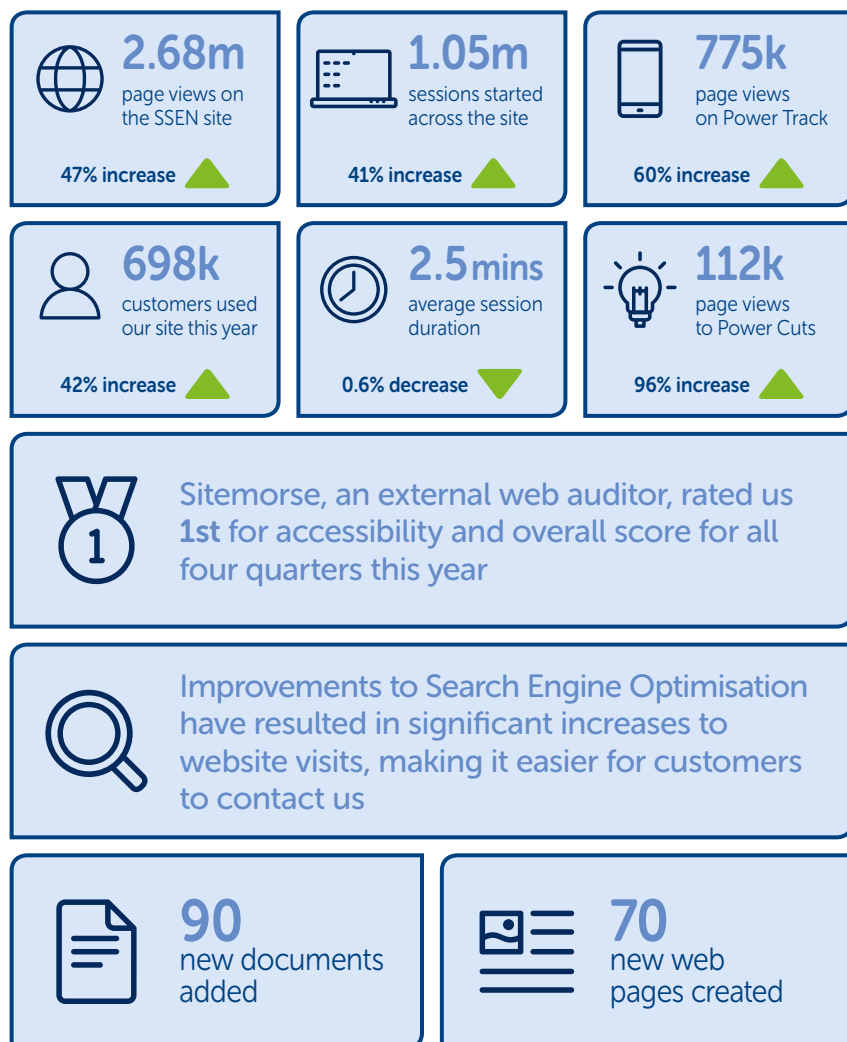 2.68m
page views on
the SSEN site
47% increase
1.05m
sessions started
across the site
41% increase
775k
page views
on Power Track
60% increase
698k
customers used
our site this year
42% increase
2.5 mins
average session
duration
0.6% decrease
112k
page views
to Power Cuts
96% increase
1
Sitemorse, an external web auditor, rated us
1st for accessibility and overall score for all
four quarters this year
Improvements to Search Engine Optimisation
have resulted in significant increases to
website visits, making it easier for customers
to contact us
90
new documents
added
70
new web
pages created